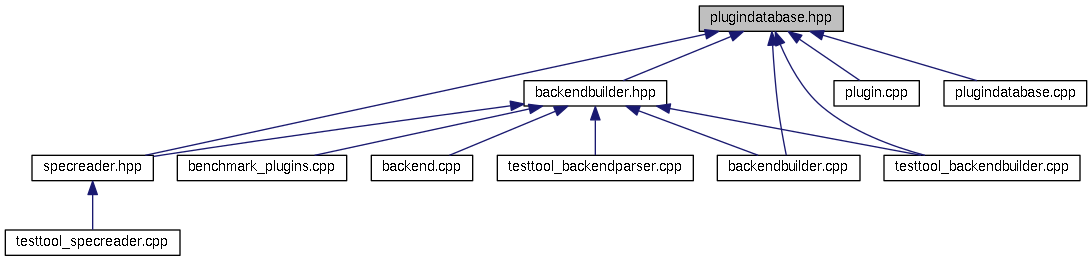 plugindatabase.hpp
backendbuilder.hpp
plugin.cpp
plugindatabase.cpp
specreader.hpp
benchmark_plugins.cpp
backend.cpp
testtool_backendparser.cpp
backendbuilder.cpp
testtool_backendbuilder.cpp
testtool_specreader.cpp